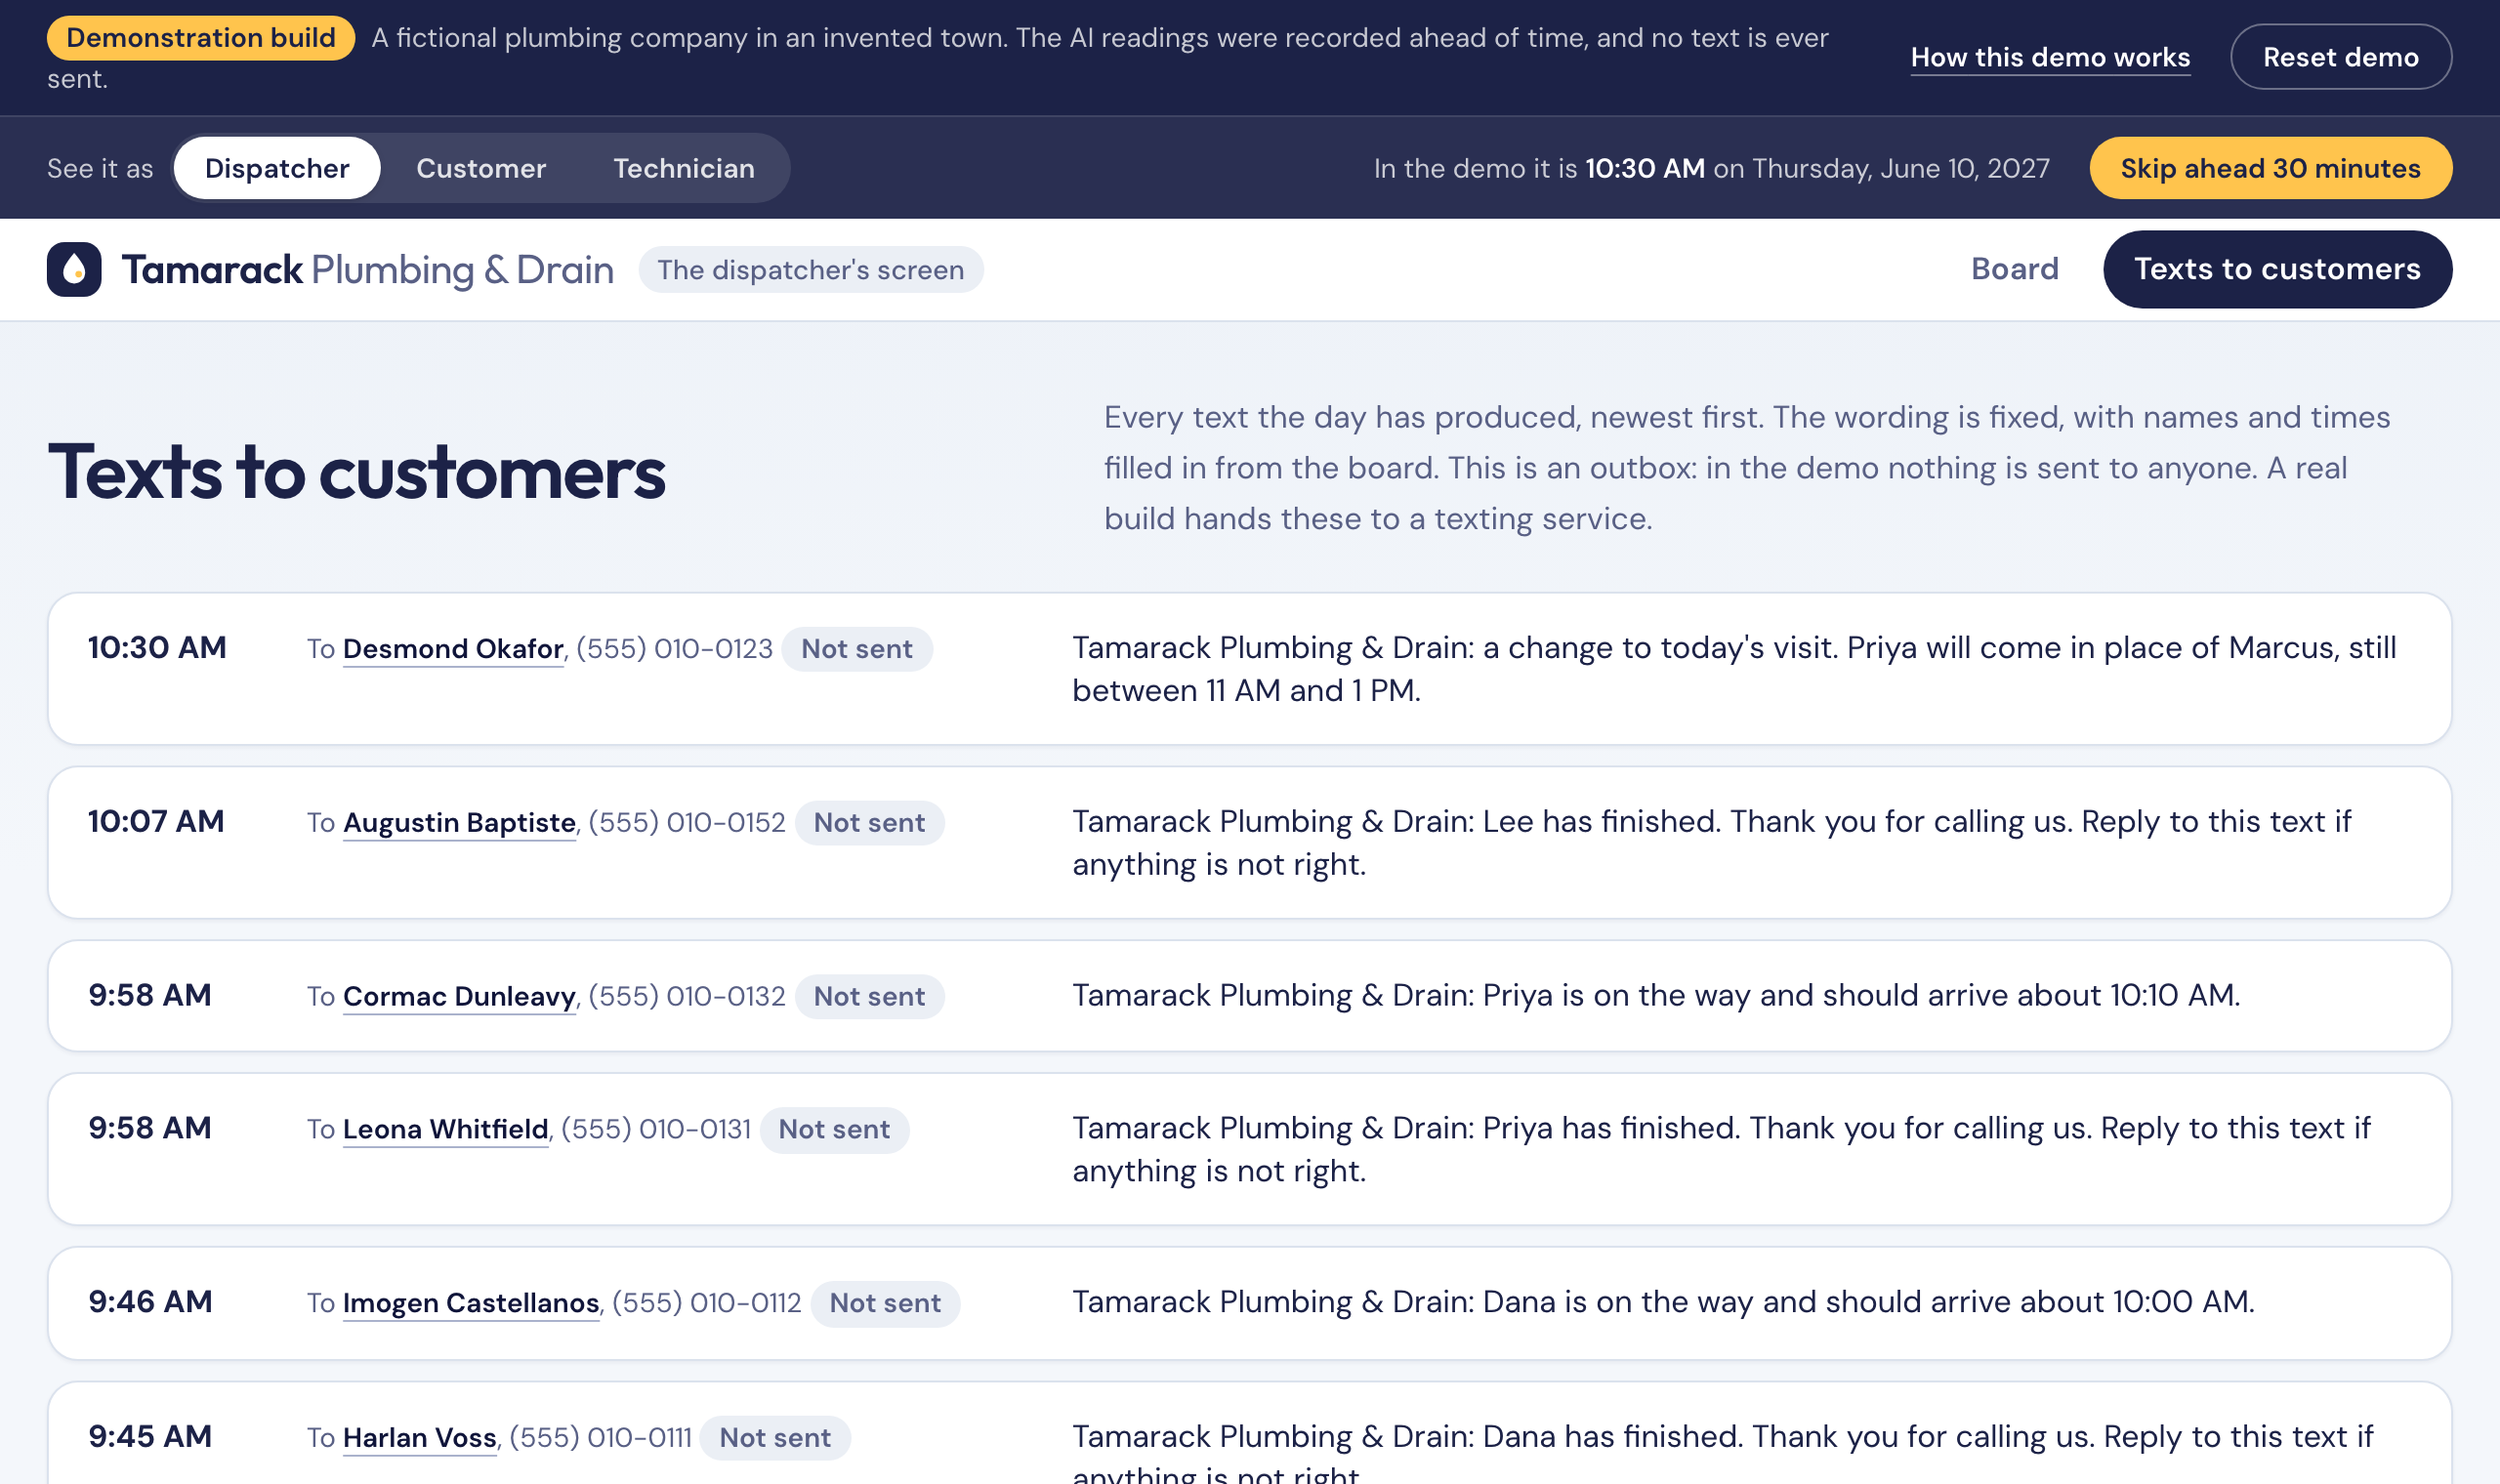 Demonstration build A fictional plumbing company in an invented town. The AI readings were recorded ahead of time, and no text is ever
sent.
How this demo works Reset demo
See it as Dispatcher Customer Technician In the demo it is 10:30 AM on Thursday, June 10, 2027 Skip ahead 30 minutes
Tamarack Plumbing & Drain The dispatcher's screen Board Texts to customers
Texts to customers
Every text the day has produced, newest first. The wording is fixed, with names and times
filled in from the board. This is an outbox: in the demo nothing is sent to anyone. A real
build hands these to a texting service.
10:30 AM To Desmond Okafor, (555) 010-0123 Not sent Tamarack Plumbing & Drain: a change to today's visit. Priya will come in place of Marcus, still
between 11 AM and 1 PM.
10:07 AM To Augustin Baptiste, (555) 010-0152 Not sent Tamarack Plumbing & Drain: Lee has finished. Thank you for calling us. Reply to this text if
anything is not right.
9:58 AM To Cormac Dunleavy, (555) 010-0132 Not sent Tamarack Plumbing & Drain: Priya is on the way and should arrive about 10:10 AM.
9:58 AM To Leona Whitfield, (555) 010-0131 Not sent Tamarack Plumbing & Drain: Priya has finished. Thank you for calling us. Reply to this text if
anything is not right.
9:46 AM To Imogen Castellanos, (555) 010-0112 Not sent Tamarack Plumbing & Drain: Dana is on the way and should arrive about 10:00 AM.
9:45 AM To Harlan Voss, (555) 010-0111 Not sent Tamarack Plumbing & Drain: Dana has finished. Thank you for calling us. Reply to this text if
anything is not right.